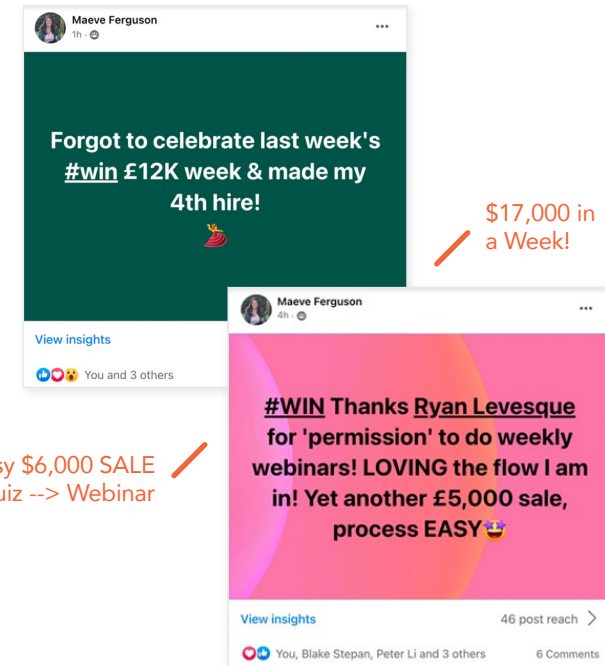 Maeve Ferguson
1h
Forgot to celebrate last week's
#win £12K week & made my
4th hire!
View insights
You and 3 others
$17,000 in
a Week!
Maeve Ferguson
4h
#WIN Thanks Ryan Levesque
for 'permission' to do weekly
webinars! LOVING the flow I am
in! Yet another £5,000 sale,
process EASY🤩
View insights
46 post reach
You, Blake Stepan, Peter Li and 3 others
6 Comments
$6,000 SALE
--> Webinar